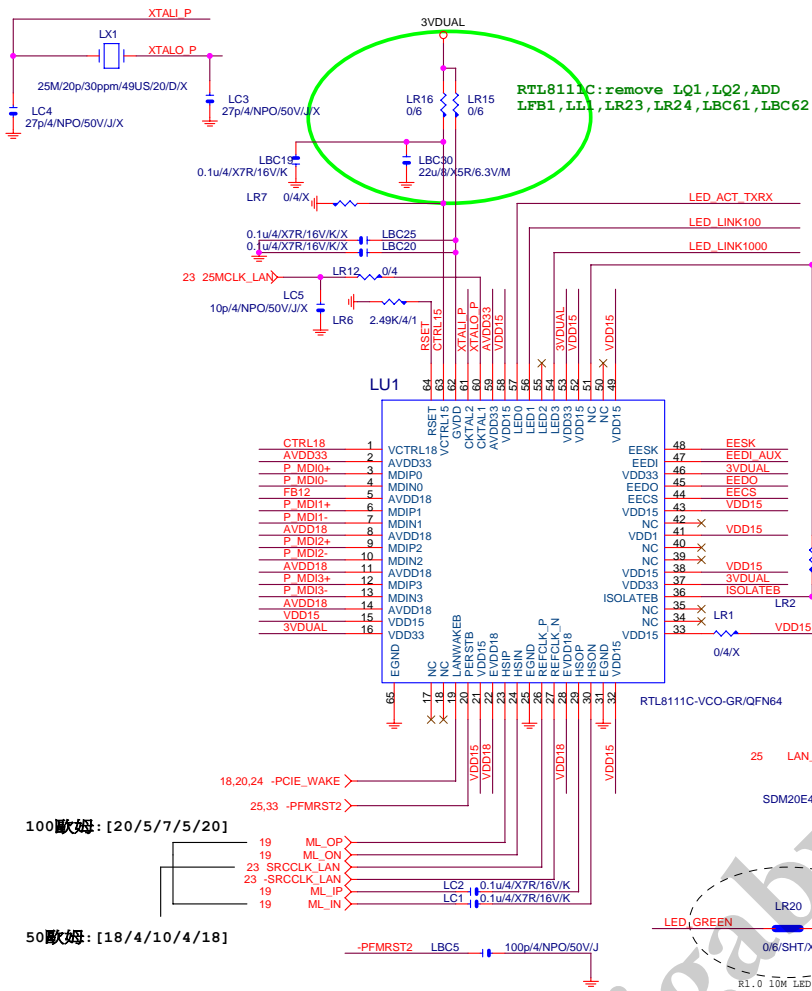 XTALI_P
LX1
XTALO_P
25M/20p/30ppm/49US/20/D/X
LC3
27p/4/NPO/50V/J/X
LC4
27p/4/NPO/50V/J/X
3VDUAL
LR16
0/6
LR15
0/6
RTL8111C:remove LQ1,LQ2,ADD
LFB1,LL1,LR23,LR24,LBC61,LBC62
LBC19
0.1u/4/X7R/16V/K
LBC30
22u/8/X5R/6.3V/M
LR7
0/4/X
0.1u/4/X7R/16V/K/X
LBC25
0.1u/4/X7R/16V/K
LBC20
23 25MCLK_LAN
LR12
0/4
LC5
10p/4/NPO/50V/J/X
LR6
2.49K/4/1
LED_ACT_TXRX
LED_LINK100
LED_LINK1000
RSET
CTRL15
XTALI_P
XTALO_P
AVDD33
VDD15
3VDUAL
VDD15
VDD15
LU1
64 63 62 61 60 59 58 57 56 55 54 53 52 51 50 49
RSET
VCTRL15
GVDD
CKTAL2
CKTAL1
AVDD33
VDD15
LED0
LED1
LED2
LED3
VDD33
VDD15
NC
NC
VDD15
CTRL18 1 VCTRL18
AVDD33 2 AVDD33
P_MDI0+ 3 MDIP0
P_MDI0- 4 MDIN0
FB12 5 AVDD18
P_MDI1+ 6 MDIP1
P_MDI1- 7 MDIN1
AVDD18 8 AVDD18
P_MDI2+ 9 MDIP2
P_MDI2- 10 MDIN2
AVDD18 11 AVDD18
P_MDI3+ 12 MDIP3
P_MDI3- 13 MDIN3
AVDD18 14 AVDD18
VDD15 15 VDD15
3VDUAL 16 VDD33
EESK 48 EESK
EEDI 47 EEDI_AUX
VDD33 46 3VDUAL
EEDO 45 EEDO
EECS 44 EECS
VDD15 43 VDD15
NC 42
VDD1 41 VDD15
NC 40
NC 39
VDD15 38 VDD15
VDD33 37 3VDUAL
ISOLATEB 36 ISOLATEB
NC 35
NC 34
VDD15 33
LR2
LR1
0/4/X
VDD15
EGND
NC
NC
LANWAKEB
PERSTB
VDD15
EVDD18
HSIP
HSIN
EGND
REFCLK_P
REFCLK_N
EVDD18
HSOP
HSON
EGND
VDD15
65 17 18 19 20 21 22 23 24 25 26 27 28 29 30 31 32
RTL8111C-VCO-GR/QFN64
VDD15
VDD18
VDD18
VDD15
18,20,24 -PCIE_WAKE
25,33 -PFMRST2
100歐姆:[20/5/7/5/20]
19 ML_OP
19 ML_ON
23 SRCCLK_LAN
23 -SRCCLK_LAN
19 ML_IP
19 ML_IN
LC2 0.1u/4/X7R/16V/K
LC1 0.1u/4/X7R/16V/K
50歐姆:[18/4/10/4/18]
-PFMRST2
LBC5
100p/4/NPO/50V/J
25 LAN_
SDM20E4
LR20
LED_GREEN
0/6/SHT/X
R1.0 10M LED